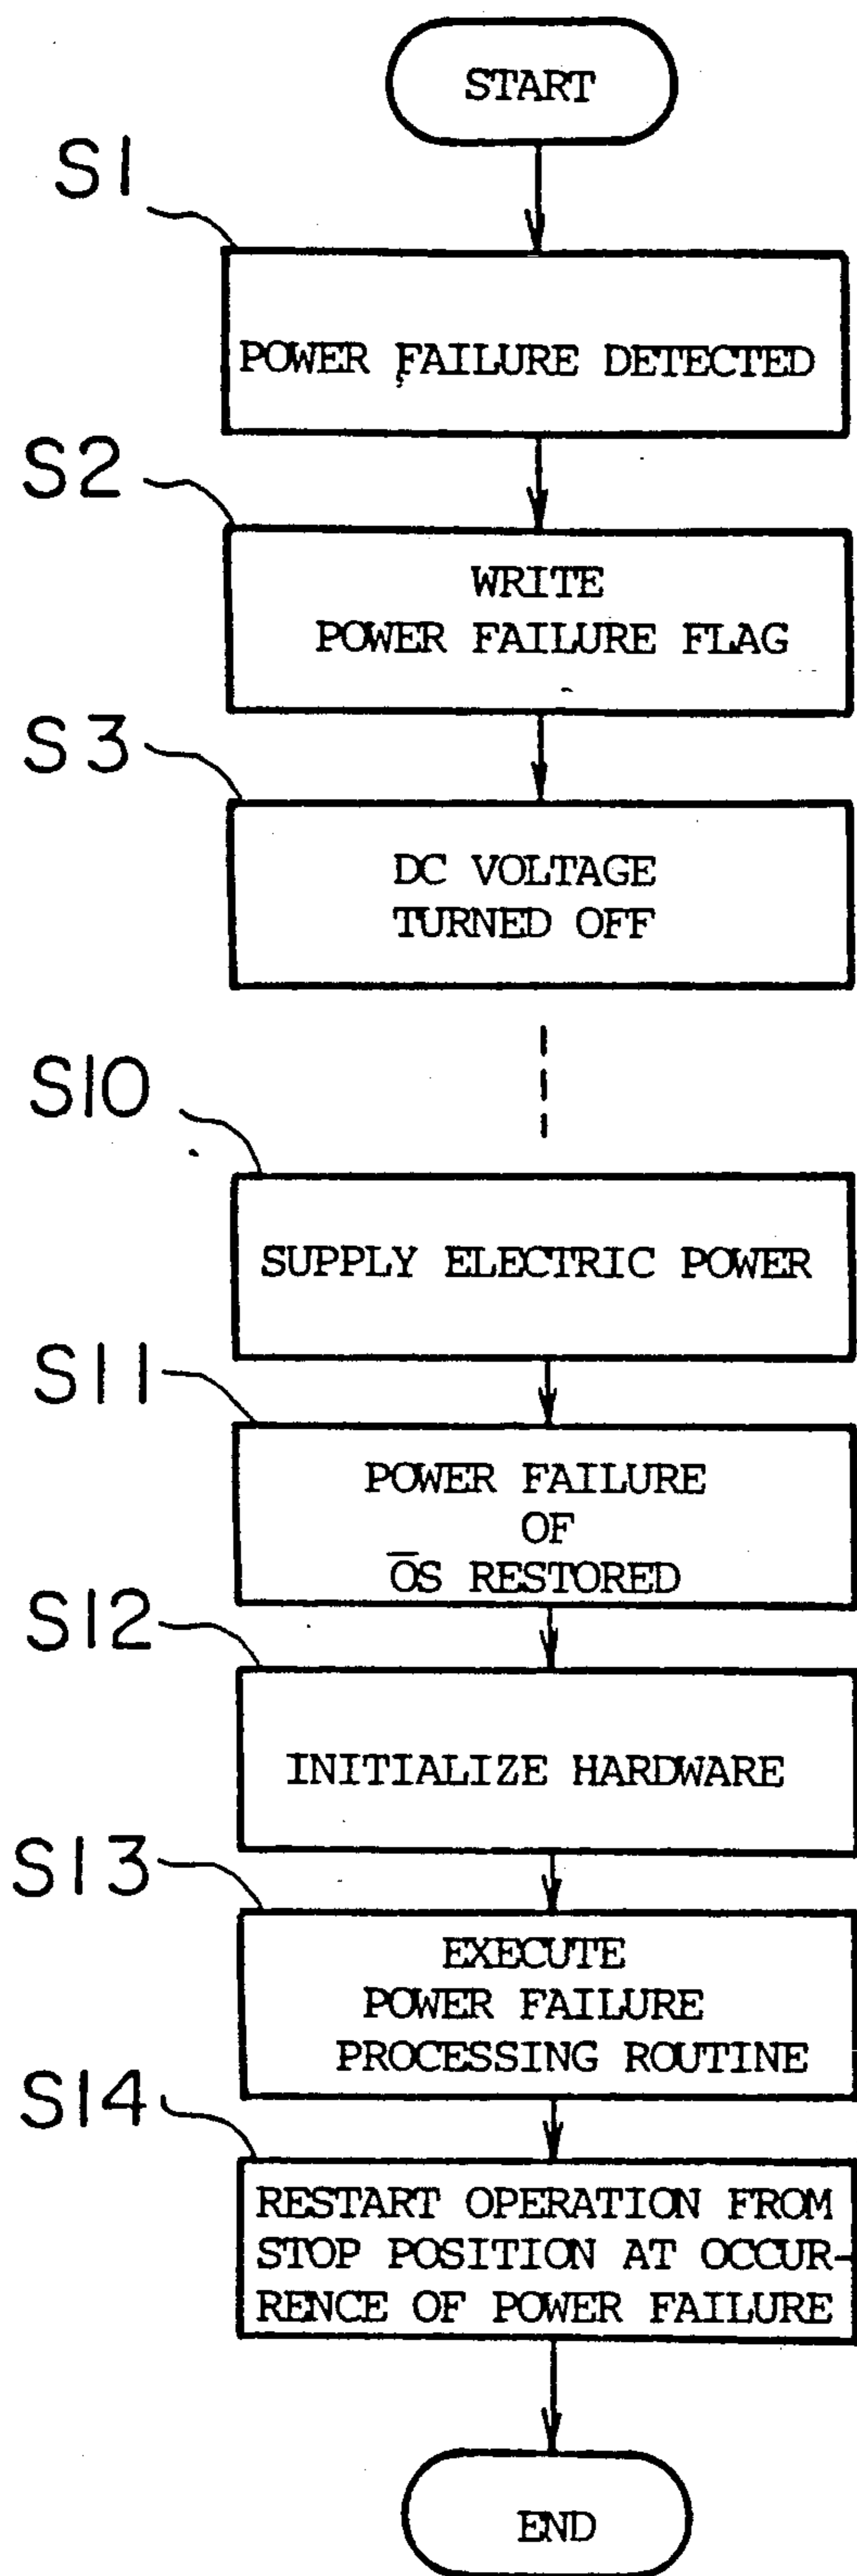 START
S1
POWER FAILURE DETECTED
S2
WRITE
POWER FAILURE FLAG
S3
DC VOLTAGE
TURNED OFF
S10
SUPPLY ELECTRIC POWER
S11
POWER FAILURE
OF
O̅S RESTORED
S12
INITIALIZE HARDWARE
S13
EXECUTE
POWER FAILURE
PROCESSING ROUTINE
S14
RESTART OPERATION FROM
STOP POSITION AT OCCUR-
RENCE OF POWER FAILURE
END